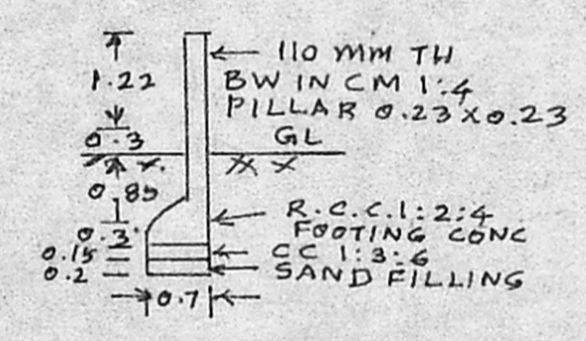 110 MM TH
1.22
BW IN CM 1:4
PILLAR 0.23X0.23
0.3
GL
0.85
R.C.C.1:2:4
FOOTING CONC
0.3
0.15
CC 1:3:6
0.2
SAND FILLING
0.7